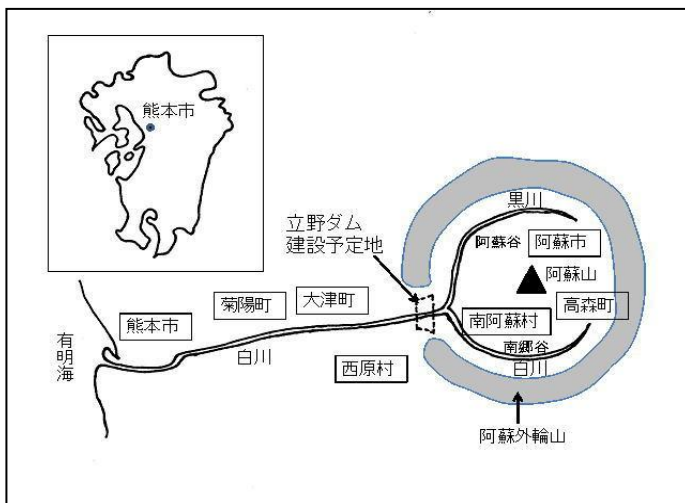 熊本市
立野ダム
建設予定地
黒川
阿蘇谷
阿蘇市
阿蘇山
高森町
南阿蘇村
南郷谷
白川
大津町
菊陽町
熊本市
白川
有明海
西原村
阿蘇外輪山